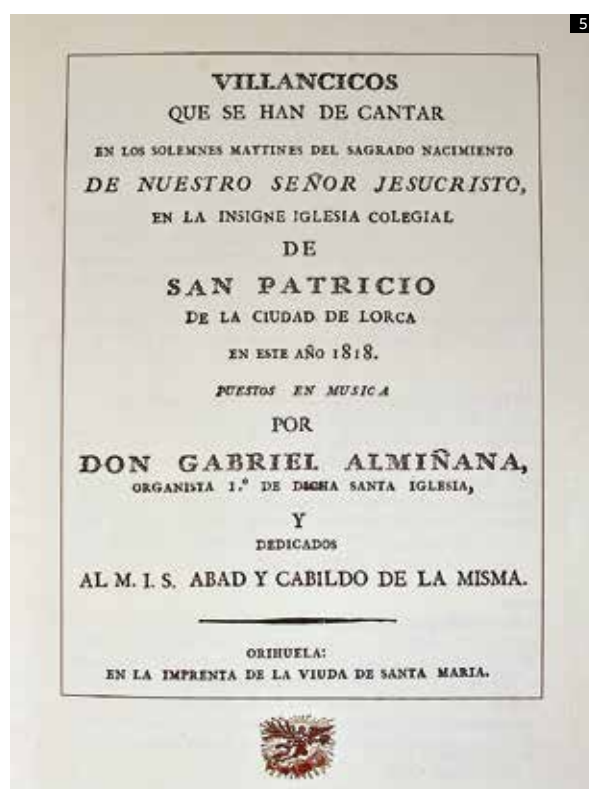 5
VILLANCICOS
QUE SE HAN DE CANTAR
EN LOS SOLEMNES MAYTINES DEL SAGRADO NACIMIENTO
DE NUESTRO SEÑOR JESUCRISTO,
EN LA INSIGNE IGLESIA COLEGIAL
DE
SAN PATRICIO
DE LA CIUDAD DE LORCA
EN ESTE AÑO 1818.
PUESTOS EN MUSICA
POR
DON GABRIEL ALMIÑANA,
ORGANISTA 1.º DE DICHA SANTA IGLESIA,
Y
DEDICADOS
AL M. I. S. ABAD Y CABILDO DE LA MISMA.
ORIHUELA:
EN LA IMPRENTA DE LA VIUDA DE SANTA MARIA.